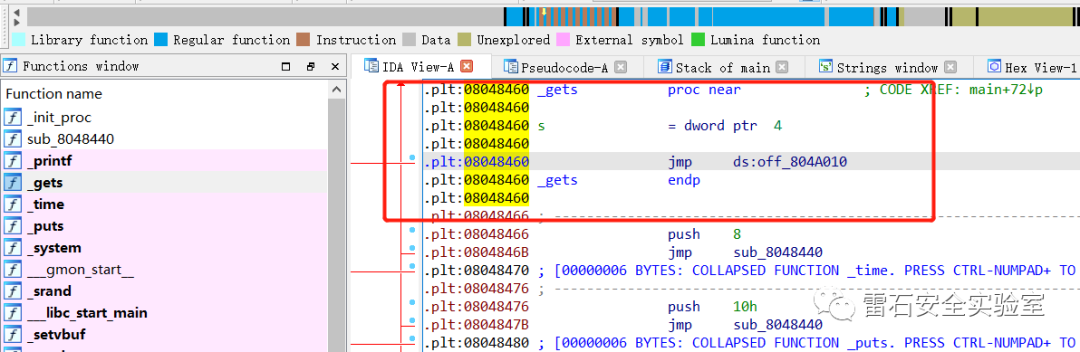 Library function Regular function Instruction Data Unexplored External symbol Lumina function
Functions window
IDA View-A Pseudocode-A Stack of main Strings window Hex View-1
Function name
_init_proc
sub_8048440
_printf
_gets
_time
_puts
_system
___gmon_start__
_srand
___libc_start_main
_setvbuf
.plt:08048460 _gets proc near ; CODE XREF: main+72↓p
.plt:08048460
.plt:08048460 s = dword ptr 4
.plt:08048460
.plt:08048460 jmp ds:off_804A010
.plt:08048460 _gets endp
.plt:08048460
.plt:08048466 ; ---------------------------------------------------------------------------
.plt:08048466 push 8
.plt:0804846B jmp sub_8048440
.plt:08048470 ; [00000006 BYTES: COLLAPSED FUNCTION _time. PRESS CTRL-NUMPAD+ TO
.plt:08048476 ; ---------------------------------------------------------------------------
.plt:08048476 push 10h
.plt:0804847B jmp sub_8048440
.plt:08048480 ; [00000006 BYTES: COLLAPSED FUNCTION _puts. PRESS CTRL-NUMPAD+ TO
雷石安全实验室